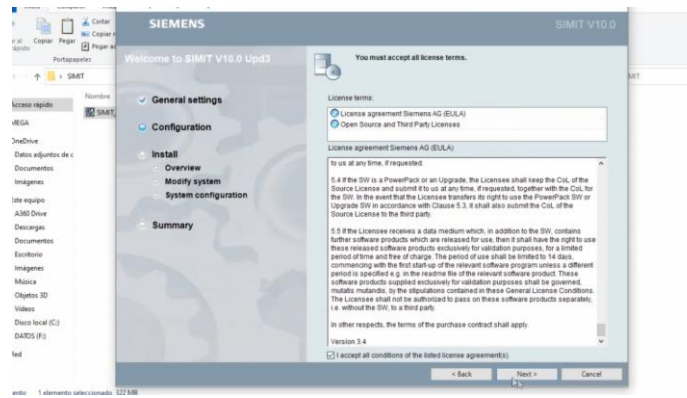 Cortar
Copiar r
Copiar Pegar
Pegar ac
ápido
Portapapeles
SIEMENS
SIMIT V10.0
Welcome to SIMIT V10.0 Upd3
You must accept all license terms.
SIMIT
MIT
Nombre
Acceso rápido
SIMIT_
MEGA
OneDrive
Datos adjuntos de c
Documentos
Imágenes
Este equipo
A360 Drive
Descargas
Documentos
Escritorio
Imágenes
Música
Objetos 3D
Vídeos
Disco local (C:)
DATOS (F:)
Red
General settings
Configuration
Install
Overview
Modify system
System configuration
Summary
License terms:
License agreement Siemens AG (EULA)
Open Source and Third Party Licenses
License agreement Siemens AG (EULA)
to us at any time, if requested.
5.4 If the SW is a PowerPack or an Upgrade, the Licensee shall keep the CoL of the
Source License and submit it to us at any time, if requested, together with the CoL for
the SW. In the event that the Licensee transfers its right to use the PowerPack SW or
Upgrade SW in accordance with Clause 5.3, it shall also submit the CoL of the
Source License to the third party.
5.5 If the Licensee receives a data medium which, in addition to the SW, contains
further software products which are released for use, then it shall have the right to use
these released software products exclusively for validation purposes, for a limited
period of time and free of charge. The period of use shall be limited to 14 days,
commencing with the first start-up of the relevant software program unless a different
period is specified e.g. in the readme file of the relevant software product. These
software products supplied exclusively for validation purposes shall be governed,
mutatis mutandis, by the stipulations contained in these General License Conditions.
The Licensee shall not be authorized to pass on these software products separately,
i.e. without the SW, to a third party.
In other respects, the terms of the purchase contract shall apply.
Version 3.4
I accept all conditions of the listed license agreement(s).
< Back
Next >
Cancel
ento 1 elemento seleccionado 322 MB